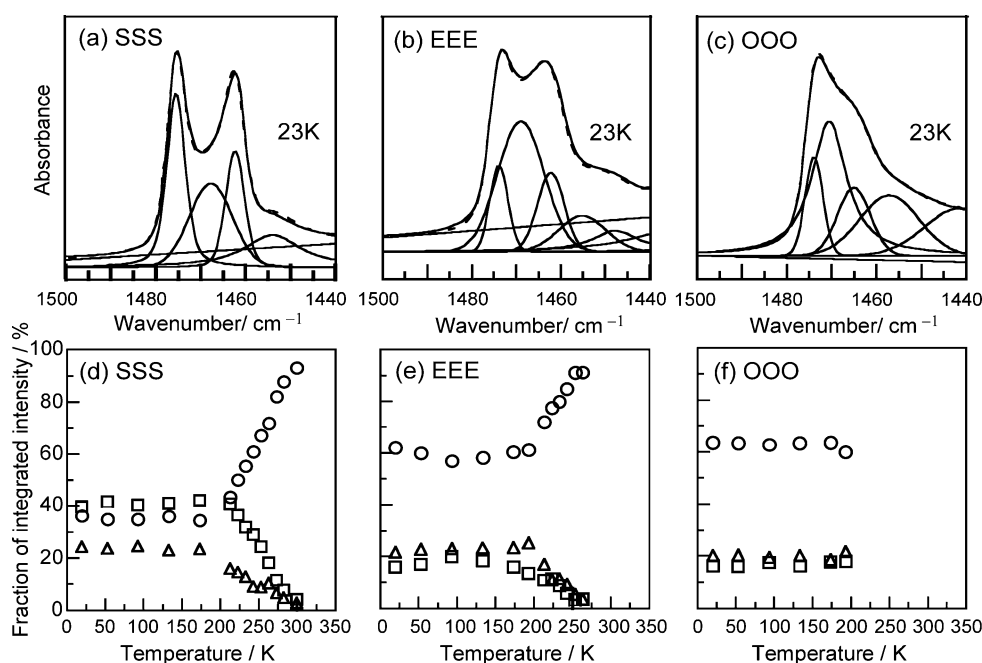 (a) SSS
(b) EEE
(c) OOO
23K
23K
23K
Absorbance
1500 1480 1460 1440
1500 1480 1460 1440
1500 1480 1460 1440
Wavenumber/ cm⁻¹
Wavenumber/ cm⁻¹
Wavenumber/ cm⁻¹
(d) SSS
(e) EEE
(f) OOO
Fraction of integrated intensity / %
100
80
60
40
20
0
0 50 100 150 200 250 300 350
0 50 100 150 200 250 300 350
0 50 100 150 200 250 300 350
Temperature / K
Temperature / K
Temperature / K